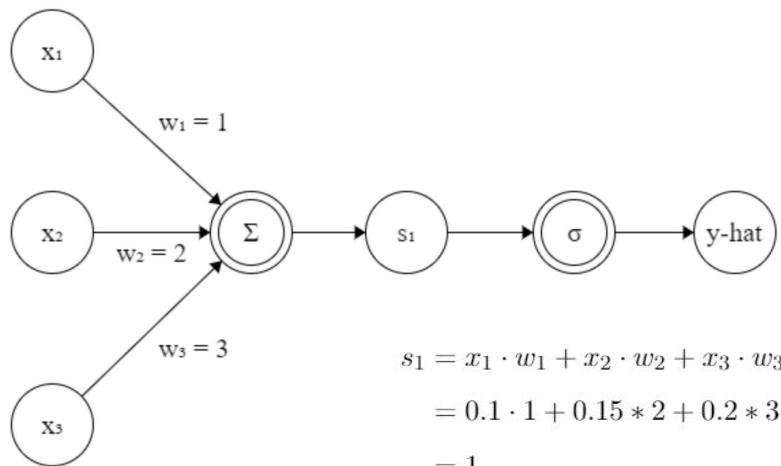 x₁
w₁ = 1
x₂
w₂ = 2
Σ
s₁
σ
y-hat
w₃ = 3
x₃
s₁ = x₁ · w₁ + x₂ · w₂ + x₃ · w₃
= 0.1 · 1 + 0.15 * 2 + 0.2 * 3
= 1